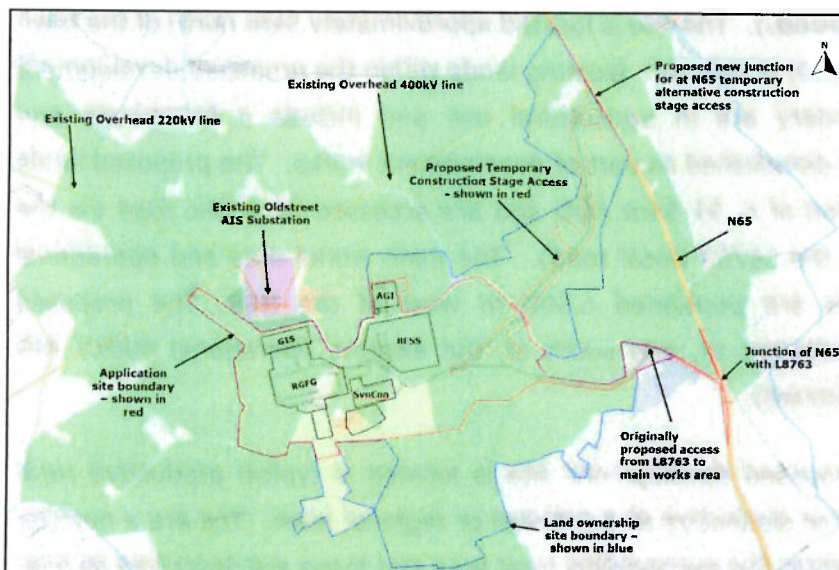 N
Proposed new junction
for at N65 temporary
alternative construction
stage access
Existing Overhead 400kV line
Existing Overhead 220kV line
Proposed Temporary
Construction Stage Access
– shown in red
Existing Oldstreet
AIS Substation
N65
AGI
GIS
RGFG
SynCon
Application
site boundary
– shown in
red
Junction of N65
with L8763
Originally
proposed access
from L8763 to
main works area
Land ownership
site boundary –
shown in blue